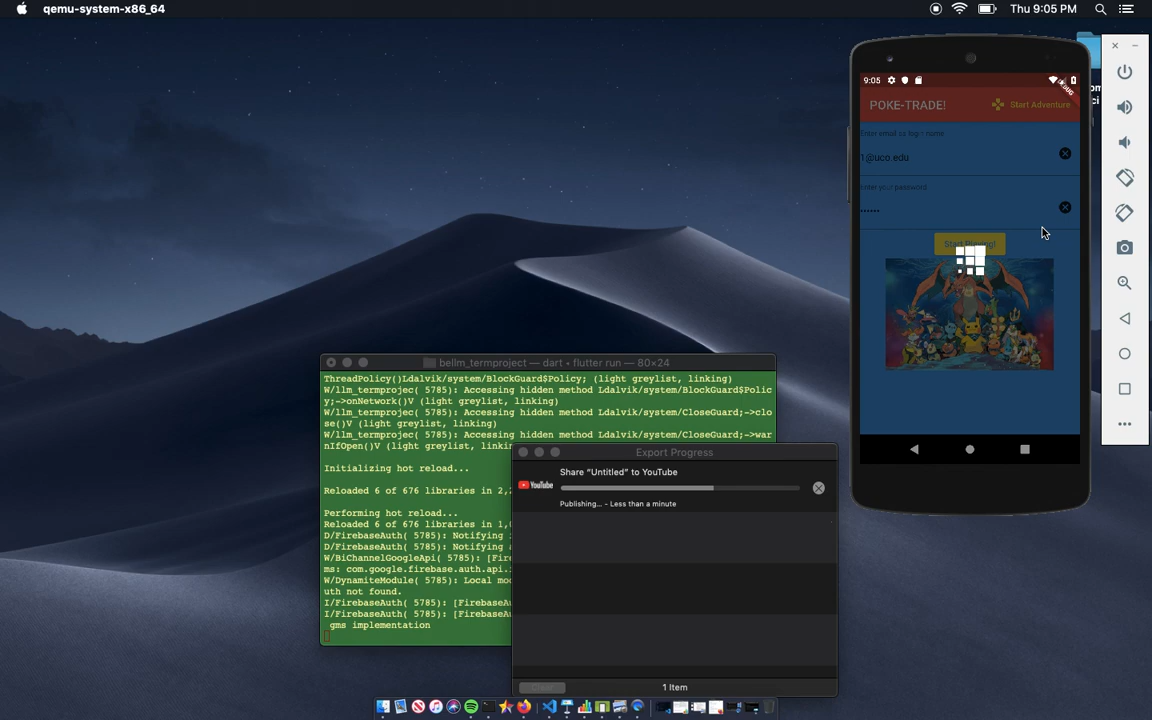 qemu-system-x86_64
Thu 9:05 PM
9:05
POKE-TRADE!
Start Adventure
Enter email as login name
1@uco.edu
Enter your password
••••••
Start Playing!
bellm_termproject — dart • flutter run — 80×24
ThreadPolicy()Ldalvik/system/BlockGuard$Policy; (light greylist, linking)
W/llm_termprojec( 5785): Accessing hidden method Ldalvik/system/BlockGuard$Polic
y;->onNetwork()V (light greylist, linking)
W/llm_termprojec( 5785): Accessing hidden method Ldalvik/system/CloseGuard;->clo
se()V (light greylist, linking)
W/llm_termprojec( 5785): Accessing hidden method Ldalvik/system/CloseGuard;->war
nIfOpen()V (light greylist, linkin
Initializing hot reload...
Reloaded 6 of 676 libraries in 2,
Performing hot reload...
Reloaded 6 of 676 libraries in 1,
D/FirebaseAuth( 5785): Notifying
D/FirebaseAuth( 5785): Notifying
W/BiChannelGoogleApi( 5785): [Fire
ms: com.google.firebase.auth.api.
W/DynamiteModule( 5785): Local mod
uth not found.
I/FirebaseAuth( 5785): [FirebaseAu
I/FirebaseAuth( 5785): [FirebaseAu
gms implementation
Export Progress
YouTube
Share “Untitled” to YouTube
Publishing... - Less than a minute
Clear
1 Item